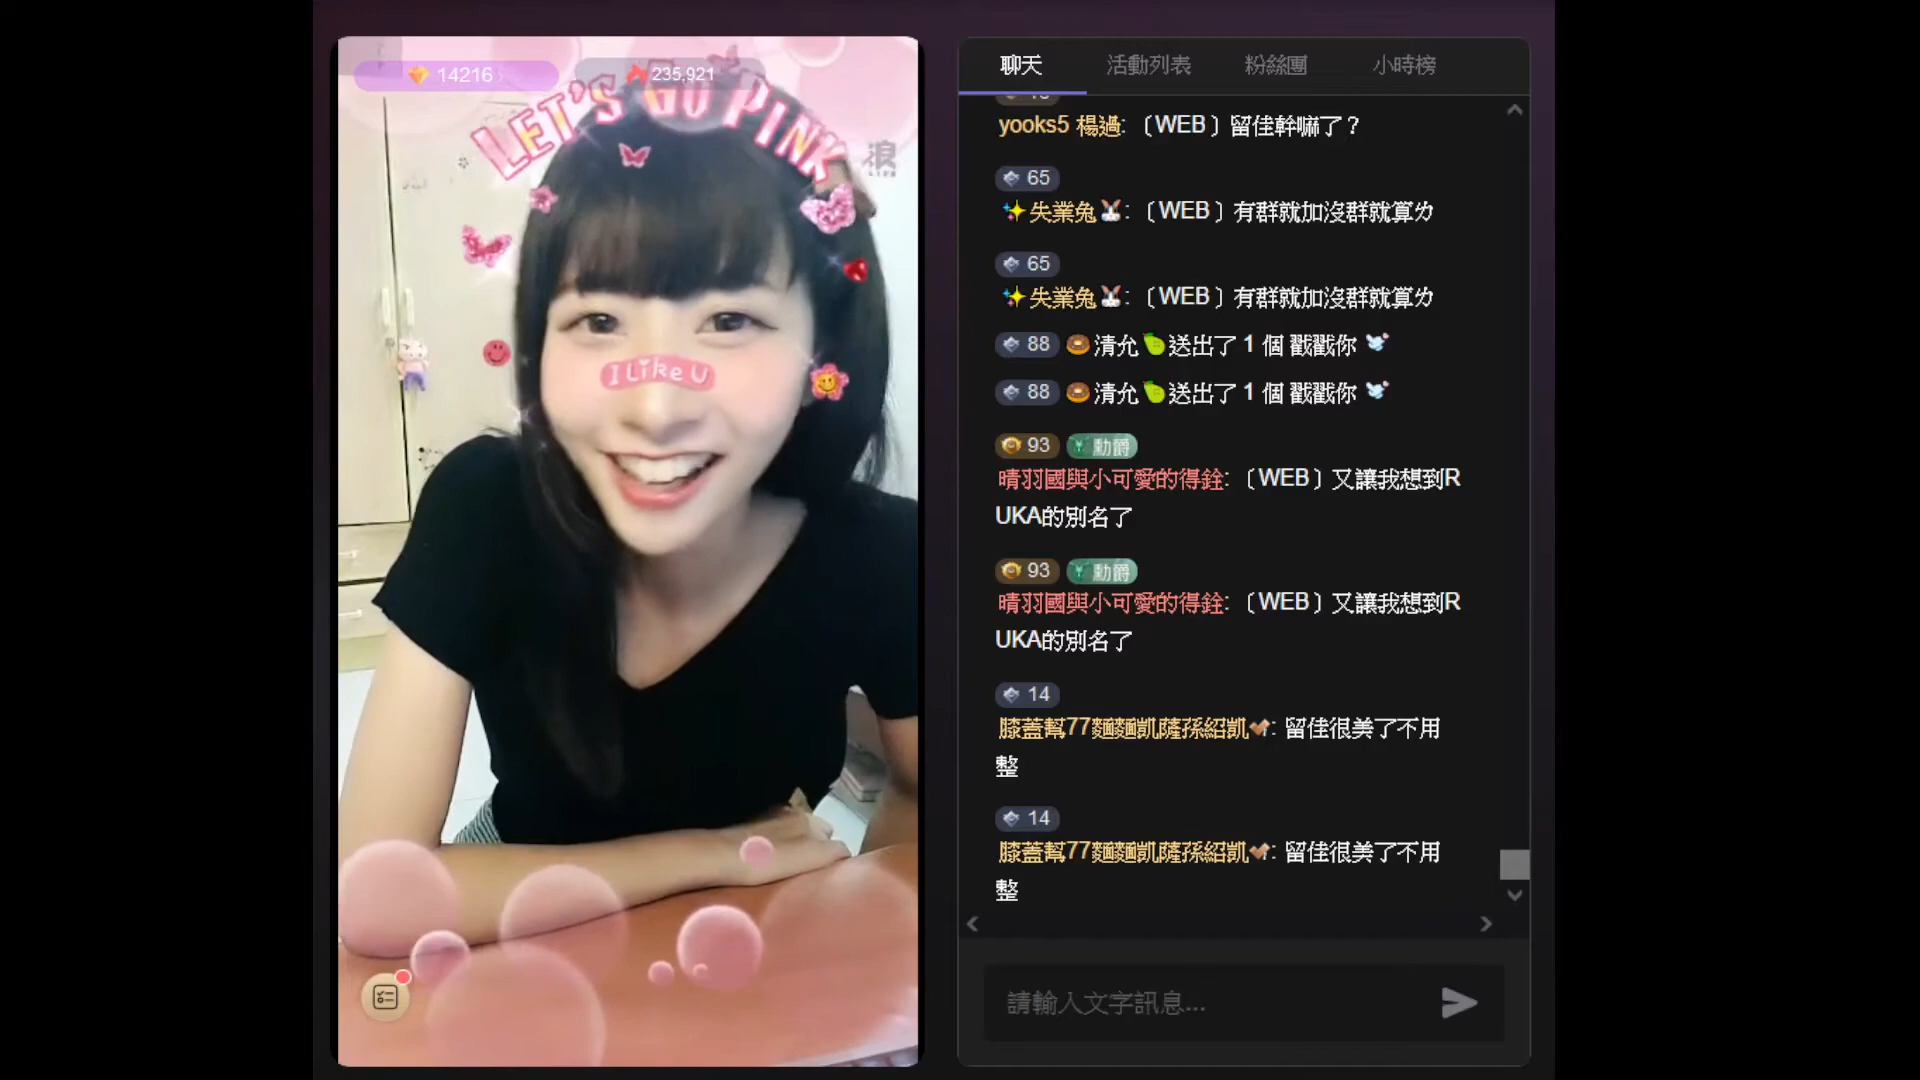 14216
235,921
LET'S GO PINK
浪
LIVE
I Like U
聊天
活動列表
粉絲團
小時榜
yooks5 楊過: 〔WEB〕留佳幹嘛了？
65
失業兔: 〔WEB〕有群就加沒群就算ㄌ
65
失業兔: 〔WEB〕有群就加沒群就算ㄌ
88 清允送出了 1 個 戳戳你
88 清允送出了 1 個 戳戳你
93 勳爵
晴羽國與小可愛的得銓: 〔WEB〕又讓我想到R
UKA的別名了
93 勳爵
晴羽國與小可愛的得銓: 〔WEB〕又讓我想到R
UKA的別名了
14
膝蓋幫77麵麵凱薩孫紹凱: 留佳很美了不用
整
14
膝蓋幫77麵麵凱薩孫紹凱: 留佳很美了不用
整
請輸入文字訊息...